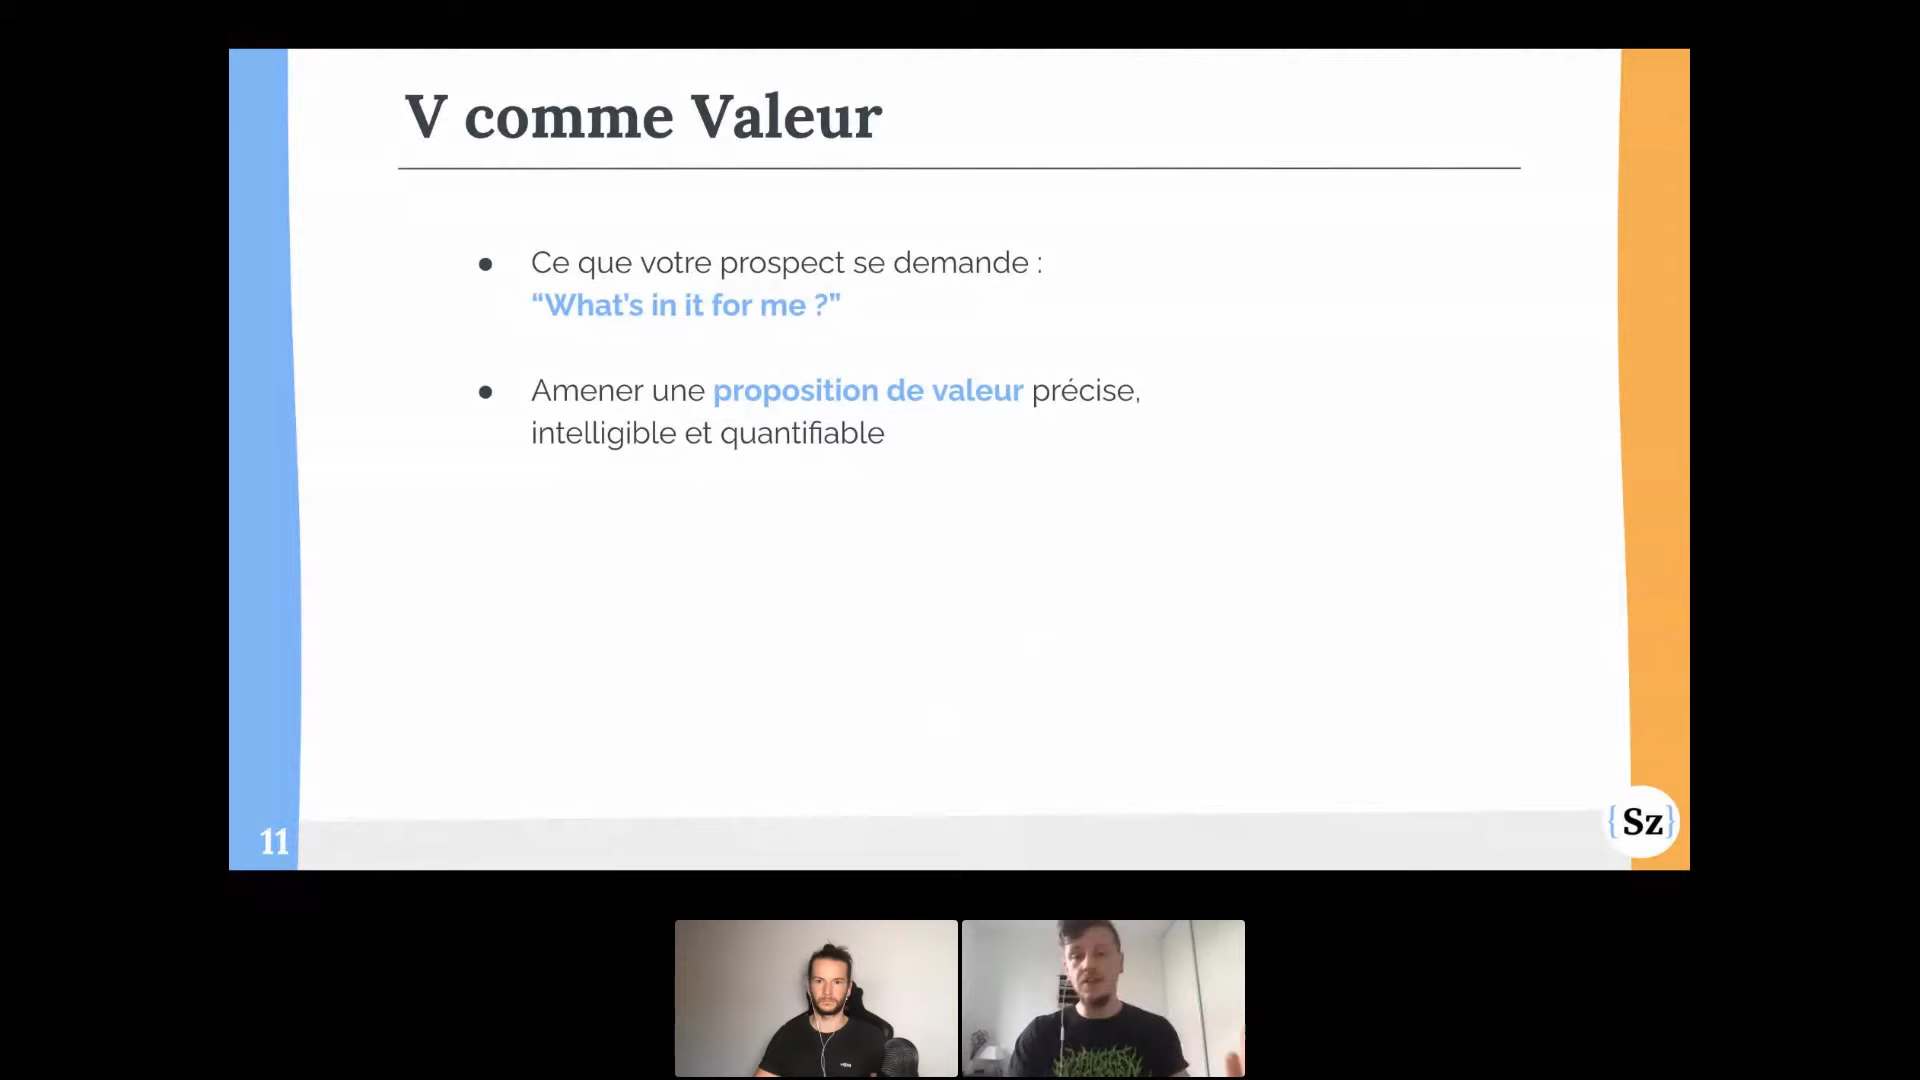 V comme Valeur
● Ce que votre prospect se demande :
“What’s in it for me ?”
● Amener une proposition de valeur précise,
intelligible et quantifiable
11
{Sz}